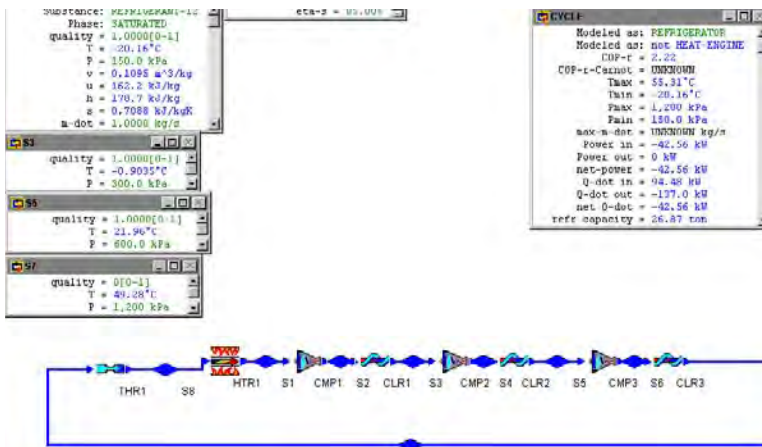 Substance: REFRIGERANT-12
Phase: SATURATED
quality = 1.0000[0-1]
T = -20.16°C
P = 150.0 kPa
v = 0.1095 m^3/kg
u = 162.2 kJ/kg
h = 178.7 kJ/kg
s = 0.7088 kJ/kgK
m-dot = 1.0000 kg/s
eta-s = 85.00%
S3
quality = 1.0000[0-1]
T = -0.9035°C
P = 300.0 kPa
S5
quality = 1.0000[0-1]
T = 21.96°C
P = 600.0 kPa
S7
quality = 0[0-1]
T = 49.28°C
P = 1,200 kPa
CYCLE
Modeled as: REFRIGERATOR
Modeled as: not HEAT-ENGINE
COP-r = 2.22
COP-r-Carnot = UNKNOWN
Tmax = 55.31°C
Tmin = -20.16°C
Pmax = 1,200 kPa
Pmin = 150.0 kPa
max-m-dot = UNKNOWN kg/s
Power in = -42.56 kW
Power out = 0 kW
net-power = -42.56 kW
Q-dot in = 94.48 kW
Q-dot out = -137.0 kW
net Q-dot = -42.56 kW
refr capacity = 26.87 ton
THR1 S8 HTR1 S1 CMP1 S2 CLR1 S3 CMP2 S4 CLR2 S5 CMP3 S6 CLR3